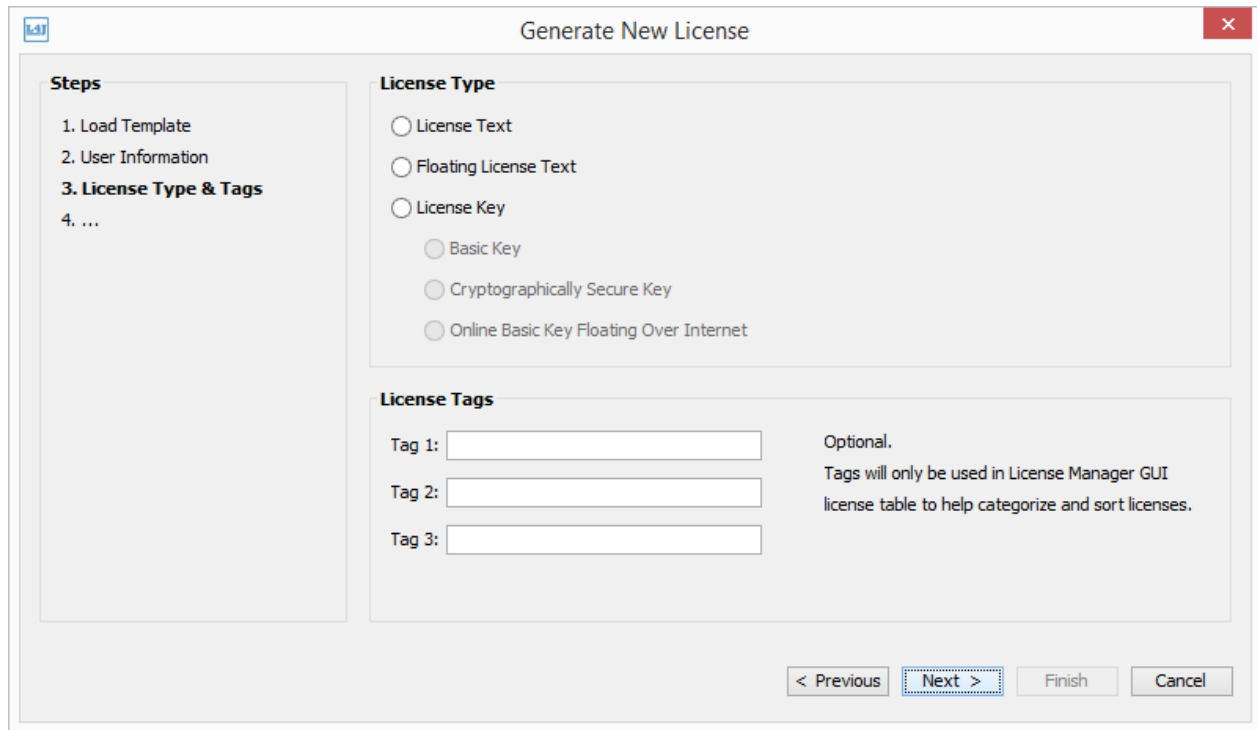 L4J
Generate New License
Steps
1. Load Template
2. User Information
3. License Type & Tags
4. ...
License Type
License Text
Floating License Text
License Key
Basic Key
Cryptographically Secure Key
Online Basic Key Floating Over Internet
License Tags
Tag 1:
Tag 2:
Tag 3:
Optional.
Tags will only be used in License Manager GUI
license table to help categorize and sort licenses.
< Previous
Next >
Finish
Cancel